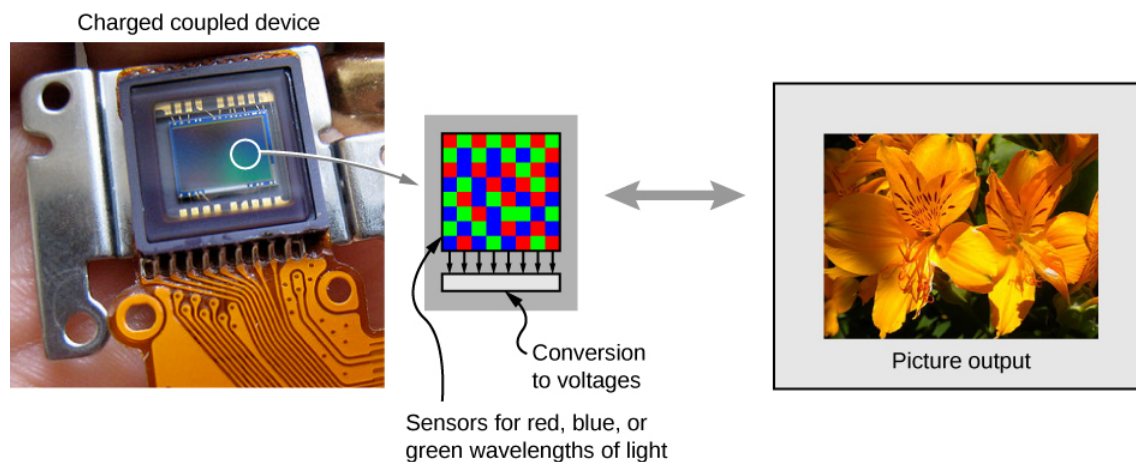 Charged coupled device
Conversion
to voltages
Picture output
Sensors for red, blue, or
green wavelengths of light